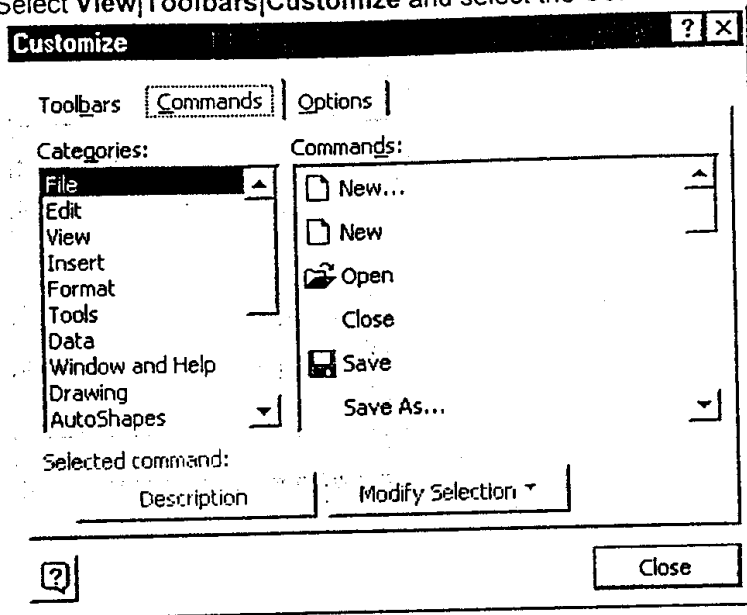 Select View|Toolbars|Customize and select the
Customize
? X
Toolbars Commands Options
Categories: Commands:
File
Edit
View
Insert
Format
Tools
Data
Window and Help
Drawing
AutoShapes
New...
New
Open
Close
Save
Save As...
Selected command:
Description Modify Selection
? Close